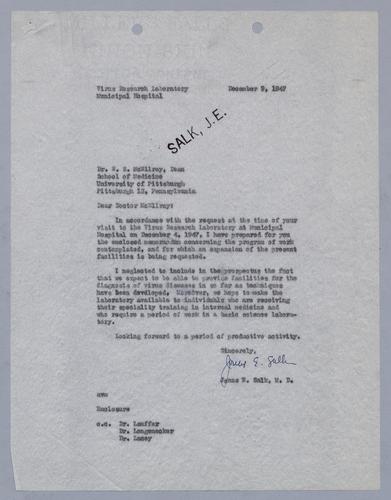 Virus Research Laboratory December 9, 1947
Municipal Hospital
SALK, J.E.
Dr. W. S. McEllroy, Dean
School of Medicine
University of Pittsburgh
Pittsburgh 13, Pennsylvania
Dear Doctor McEllroy:
In accordance with the request at the time of your
visit to the Virus Research Laboratory at Municipal
Hospital on December 4, 1947, I have prepared for you
the enclosed memorandum concerning the program of work
contemplated, and for which an expansion of the present
facilities is being requested.
I neglected to include in the prospectus the fact
that we expect to be able to provide facilities for the
diagnosis of virus diseases in so far as techniques
have been developed. Moreover, we hope to make the
laboratory available to individuals who are receiving
their specialty training in internal medicine and
who require a period of work in a basic science labora-
tory.
Looking forward to a period of productive activity.
Sincerely,
Jonas E. Salk
Jonas E. Salk, M. D.
Enclosure
c.c. Dr. Lauffer
Dr. Longenecker
Dr. Lacey